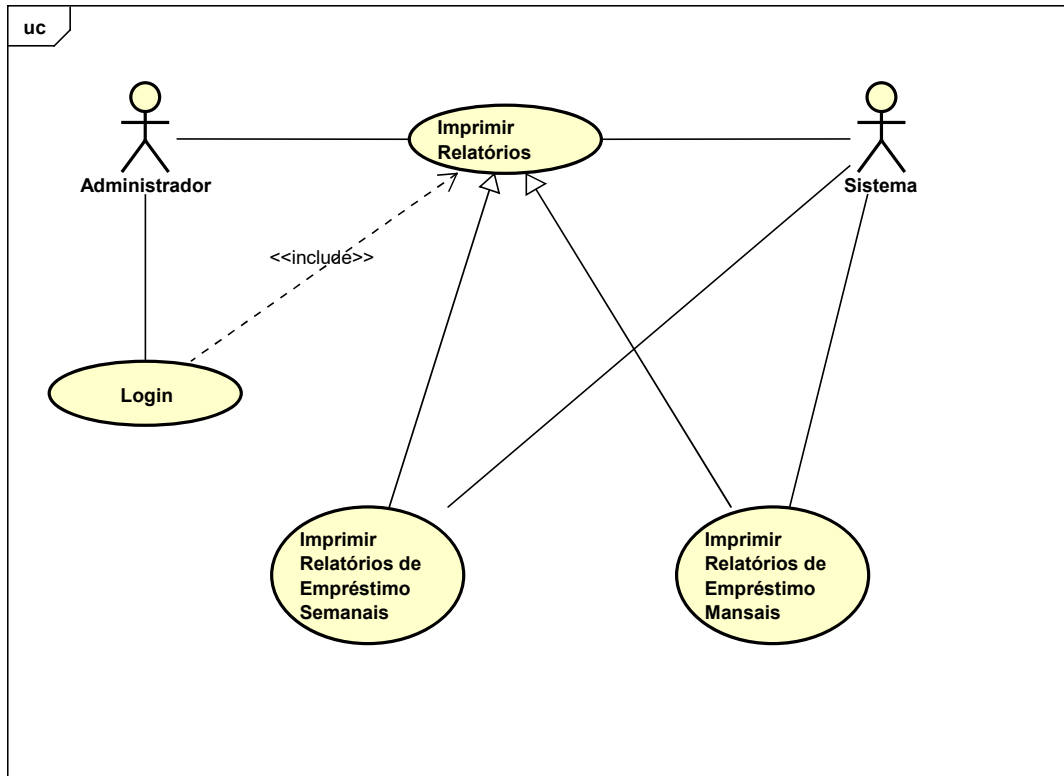 uc
Imprimir
Relatórios
Administrador
Sistema
<<include>>
Login
Imprimir
Relatórios de
Empréstimo
Semanais
Imprimir
Relatórios de
Empréstimo
Mansais